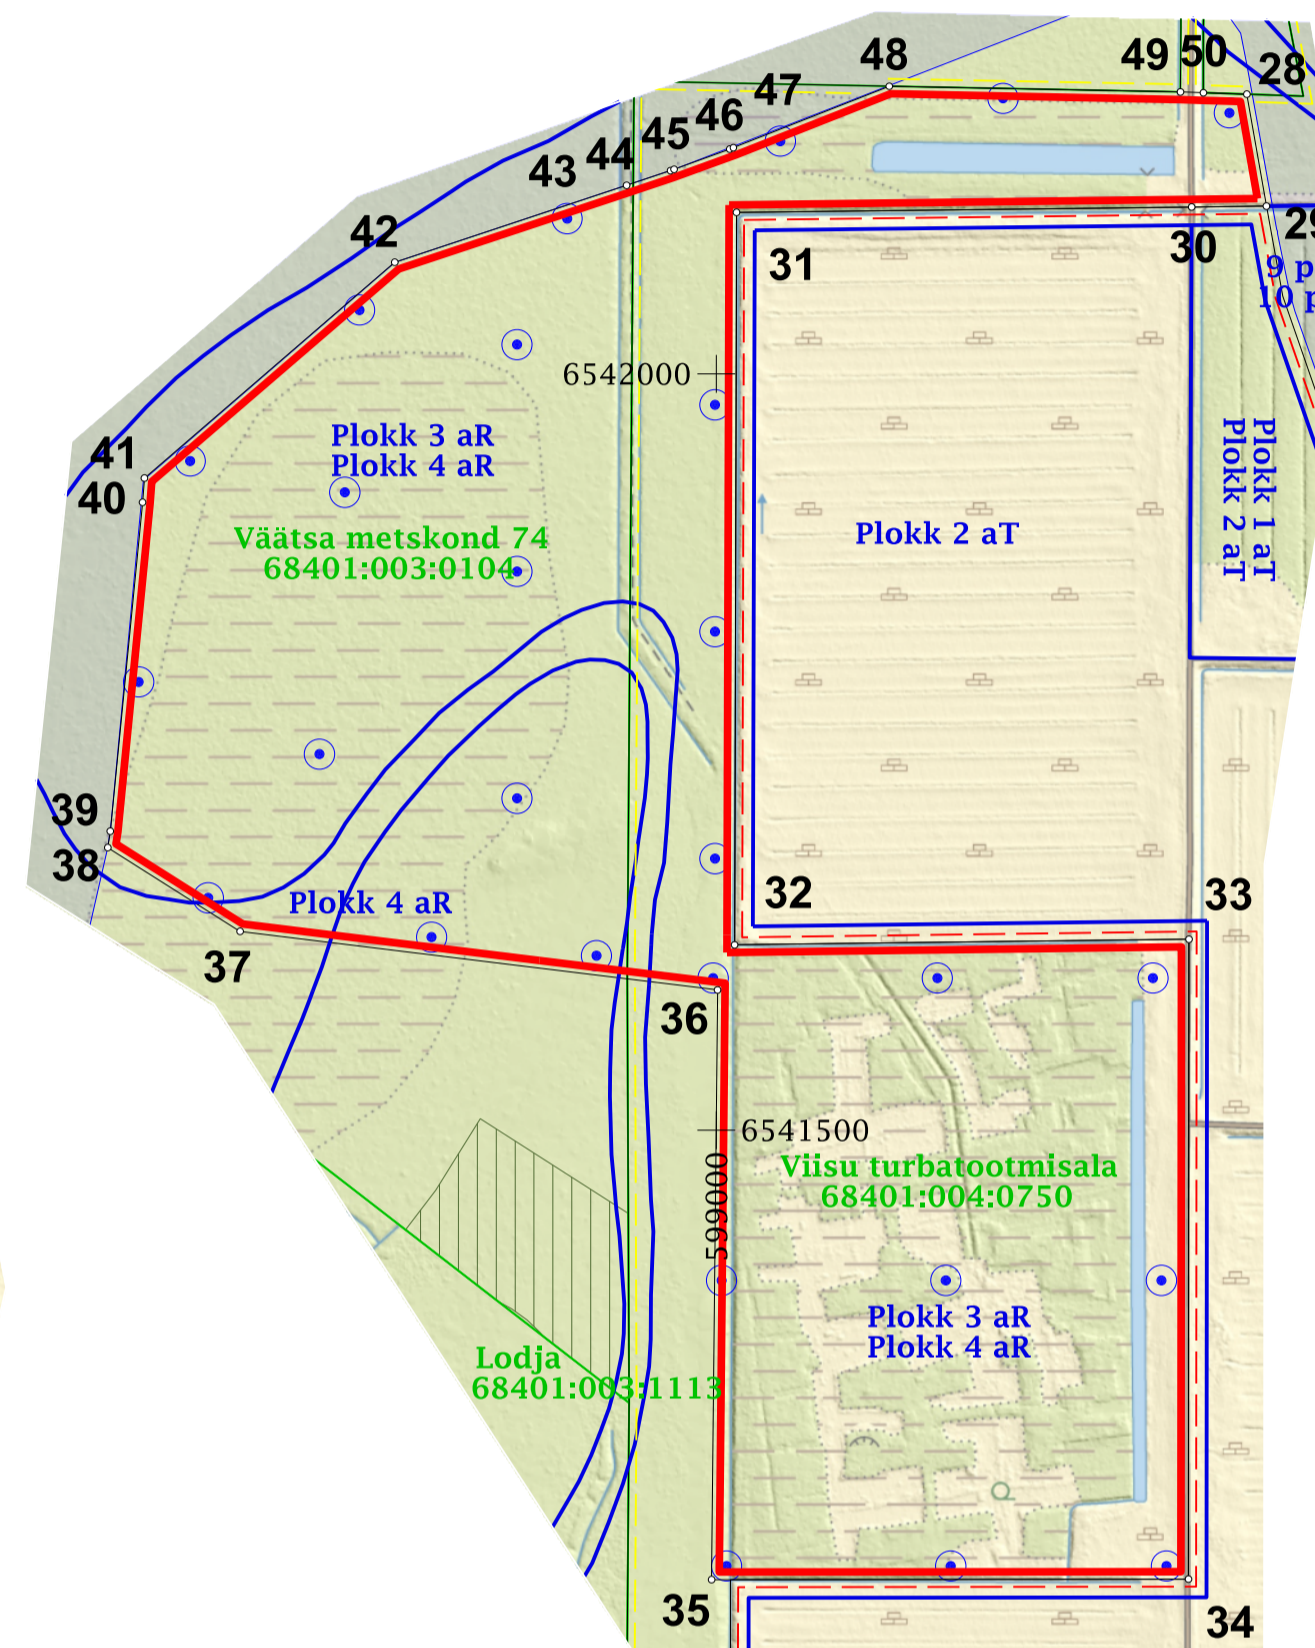 48
49
50
28
47
46
45
44
43
42
29
30
31
9 p
10 p
6542000
41
40
Plokk 3 aR
Plokk 4 aR
Plokk 1 aT
Plokk 2 aT
Plokk 2 aT
Väätsa metskond 74
68401:003:0104
39
38
32
33
Plokk 4 aR
37
36
6541500
599000
Viisu turbatootmisala
68401:004:0750
Plokk 3 aR
Plokk 4 aR
Lodja
68401:003:1113
35
34